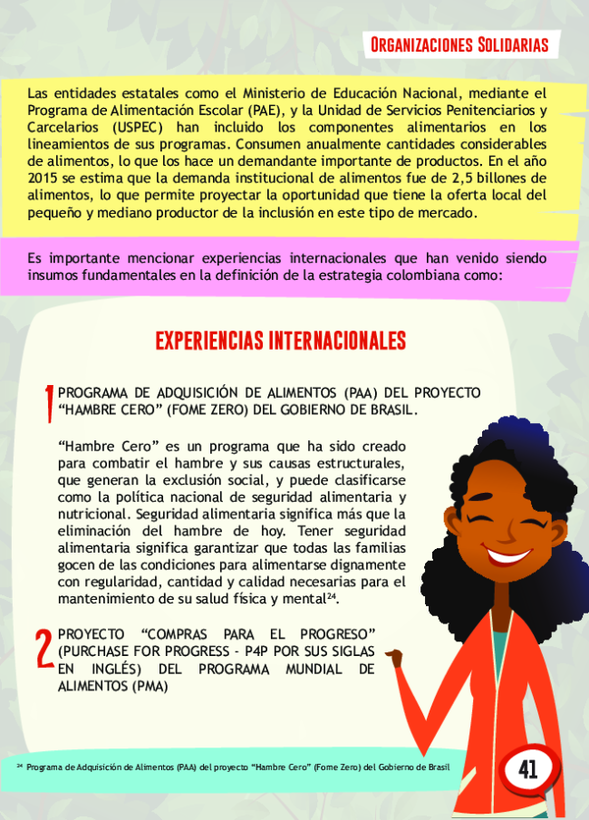 ORGANIZACIONES SOLIDARIAS
Las entidades estatales como el Ministerio de Educación Nacional, mediante el
Programa de Alimentación Escolar (PAE), y la Unidad de Servicios Penitenciarios y
Carcelarios (USPEC) han incluido los componentes alimentarios en los
lineamientos de sus programas. Consumen anualmente cantidades considerables
de alimentos, lo que los hace un demandante importante de productos. En el año
2015 se estima que la demanda institucional de alimentos fue de 2,5 billones de
alimentos, lo que permite proyectar la oportunidad que tiene la oferta local del
pequeño y mediano productor de la inclusión en este tipo de mercado.
Es importante mencionar experiencias internacionales que han venido siendo
insumos fundamentales en la definición de la estrategia colombiana como:
EXPERIENCIAS INTERNACIONALES
1 PROGRAMA DE ADQUISICIÓN DE ALIMENTOS (PAA) DEL PROYECTO
“HAMBRE CERO” (FOME ZERO) DEL GOBIERNO DE BRASIL.
“Hambre Cero” es un programa que ha sido creado
para combatir el hambre y sus causas estructurales,
que generan la exclusión social, y puede clasificarse
como la política nacional de seguridad alimentaria y
nutricional. Seguridad alimentaria significa más que la
eliminación del hambre de hoy. Tener seguridad
alimentaria significa garantizar que todas las familias
gocen de las condiciones para alimentarse dignamente
con regularidad, cantidad y calidad necesarias para el
mantenimiento de su salud física y mental²⁴.
2 PROYECTO “COMPRAS PARA EL PROGRESO”
(PURCHASE FOR PROGRESS - P4P POR SUS SIGLAS
EN INGLÉS) DEL PROGRAMA MUNDIAL DE
ALIMENTOS (PMA)
²⁴ Programa de Adquisición de Alimentos (PAA) del proyecto “Hambre Cero” (Fome Zero) del Gobierno de Brasil
41